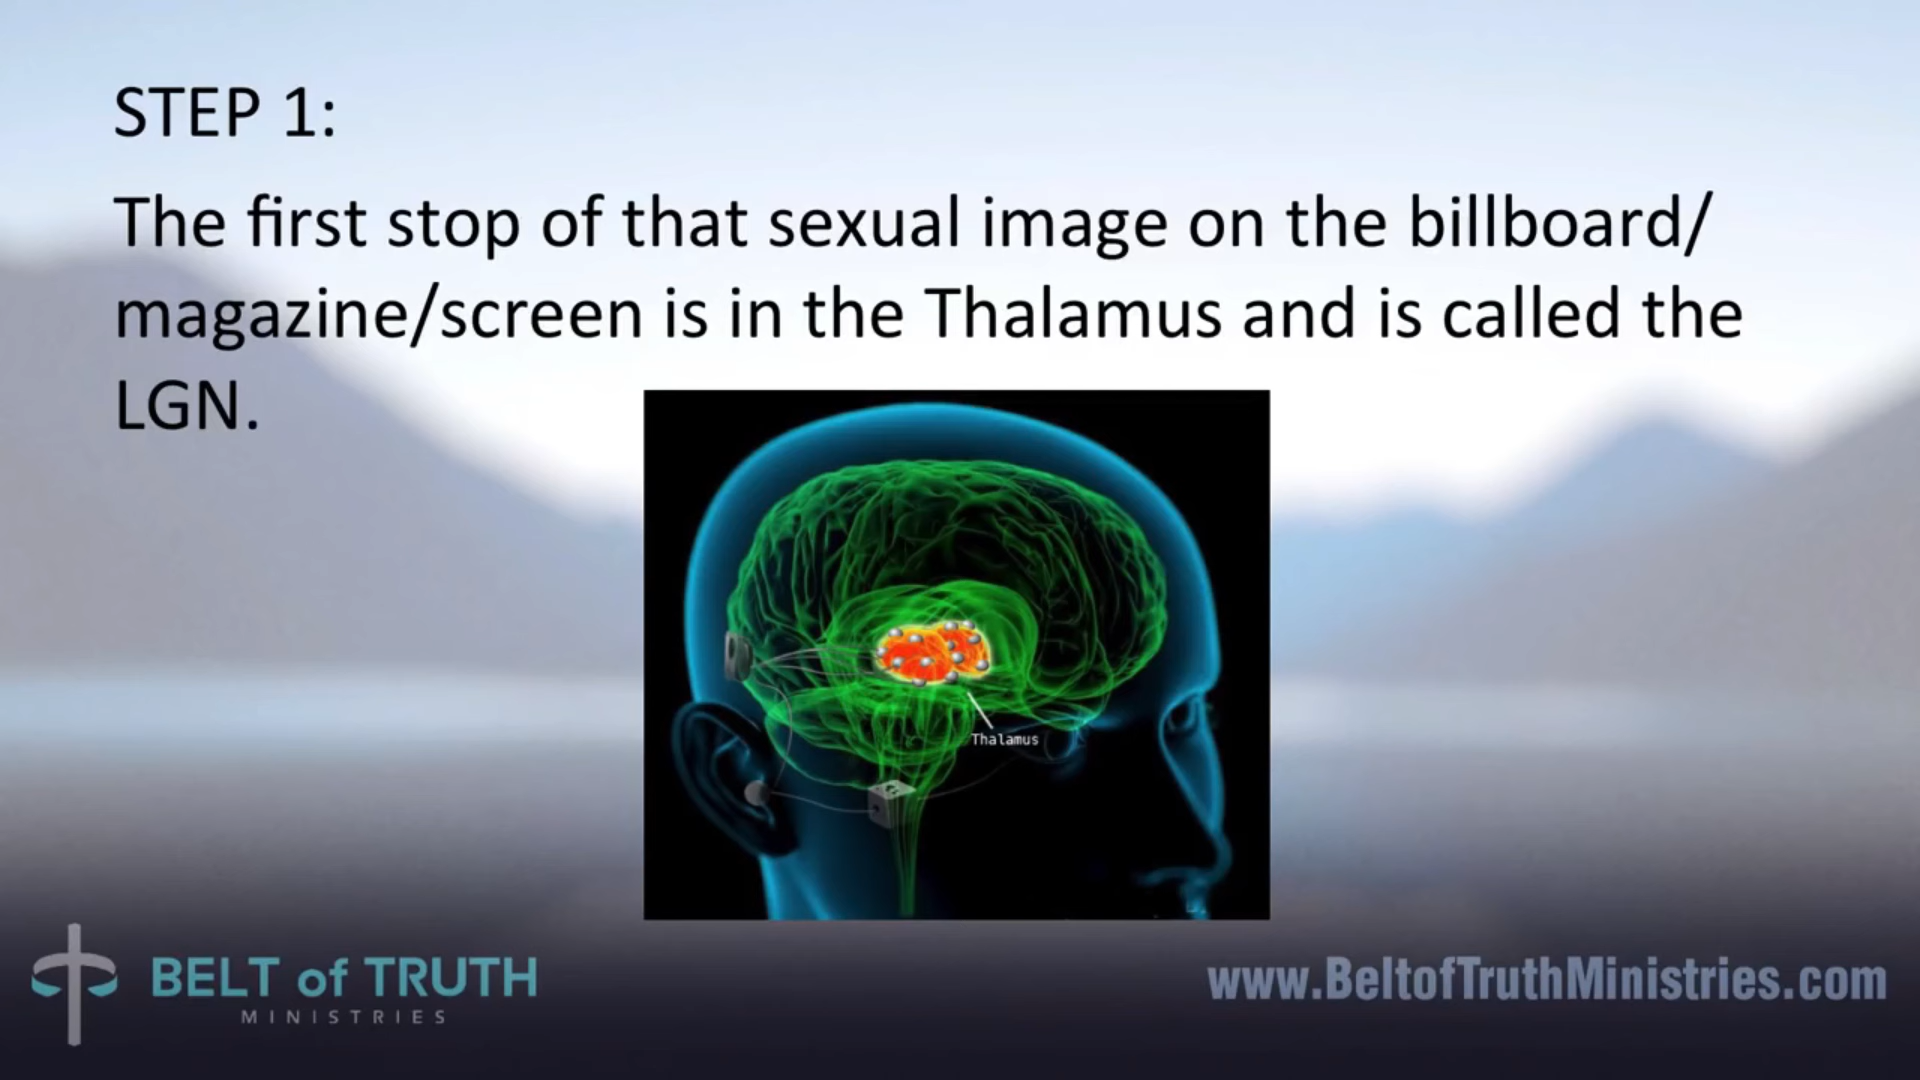 STEP 1:
The first stop of that sexual image on the billboard/
magazine/screen is in the Thalamus and is called the
LGN.
Thalamus
BELT of TRUTH
MINISTRIES
www.BeltofTruthMinistries.com